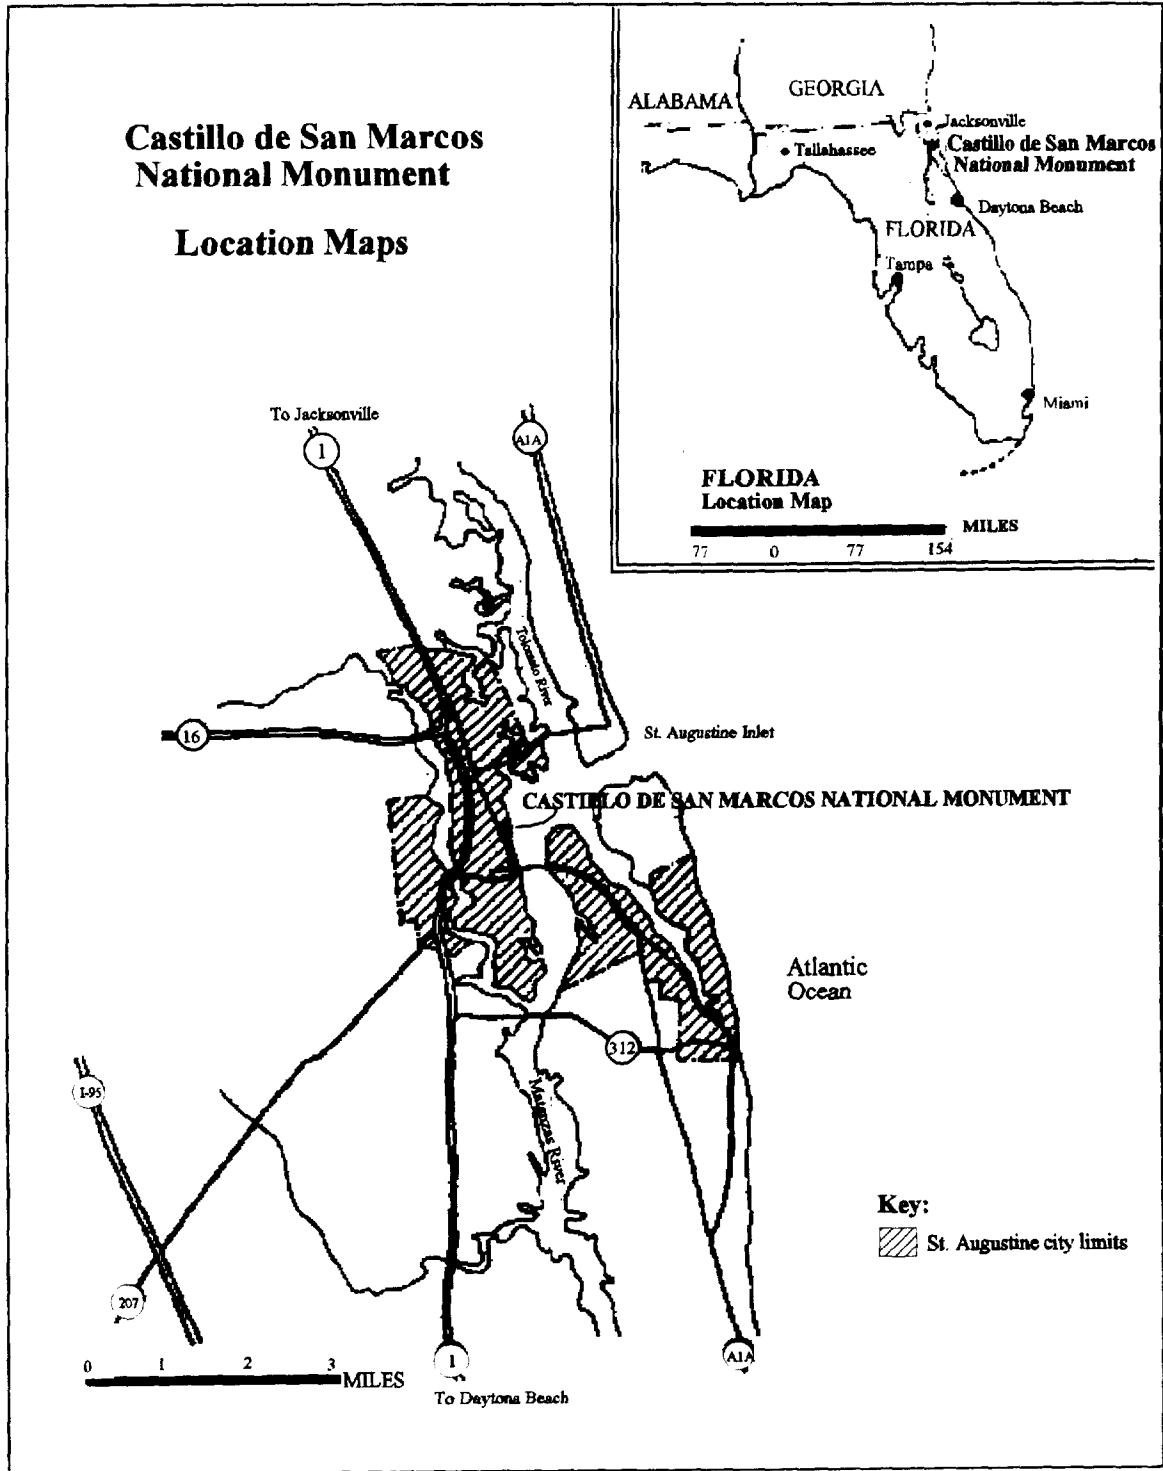 Castillo de San Marcos
National Monument
Location Maps
ALABAMA
GEORGIA
Jacksonville
Castillo de San Marcos
National Monument
Tallahassee
Daytona Beach
FLORIDA
Tampa
Miami
FLORIDA
Location Map
MILES
77 0 77 154
To Jacksonville
1
A1A
Tolomato River
16
St. Augustine Inlet
CASTILLO DE SAN MARCOS NATIONAL MONUMENT
Atlantic
Ocean
312
I-95
Matanzas River
Key:
St. Augustine city limits
207
0 1 2 3
MILES
1
A1A
To Daytona Beach